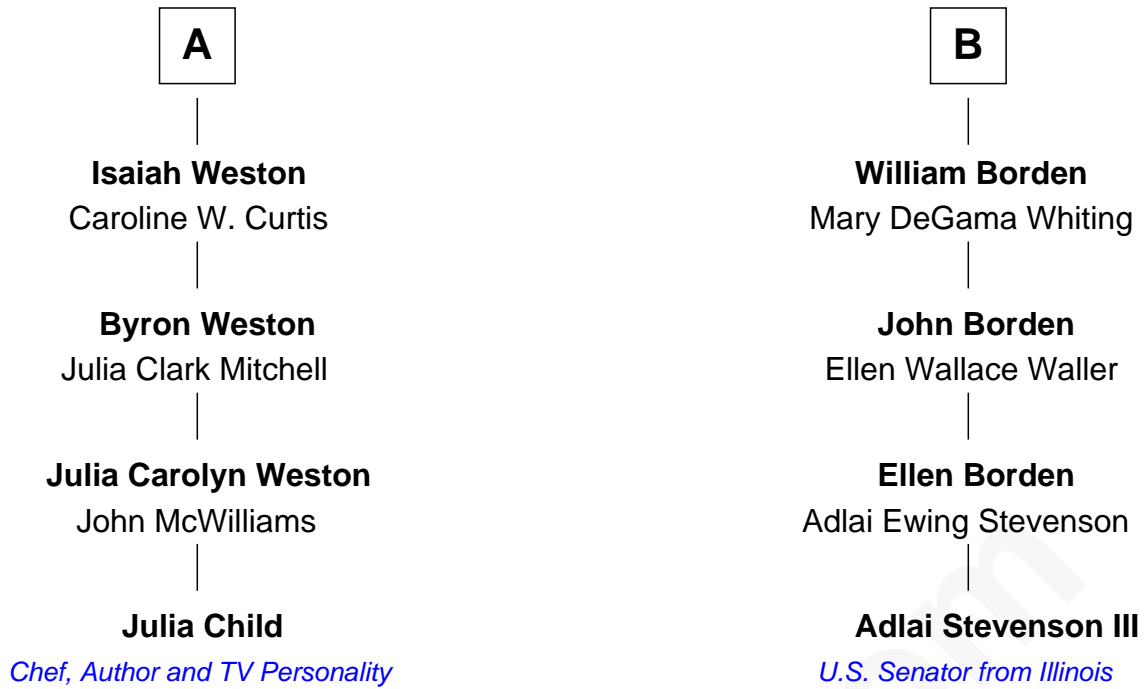 A
Isaiah Weston
Caroline W. Curtis
Byron Weston
Julia Clark Mitchell
Julia Carolyn Weston
John McWilliams
Julia Child
Chef, Author and TV Personality
B
William Borden
Mary DeGama Whiting
John Borden
Ellen Wallace Waller
Ellen Borden
Adlai Ewing Stevenson
Adlai Stevenson III
U.S. Senator from Illinois